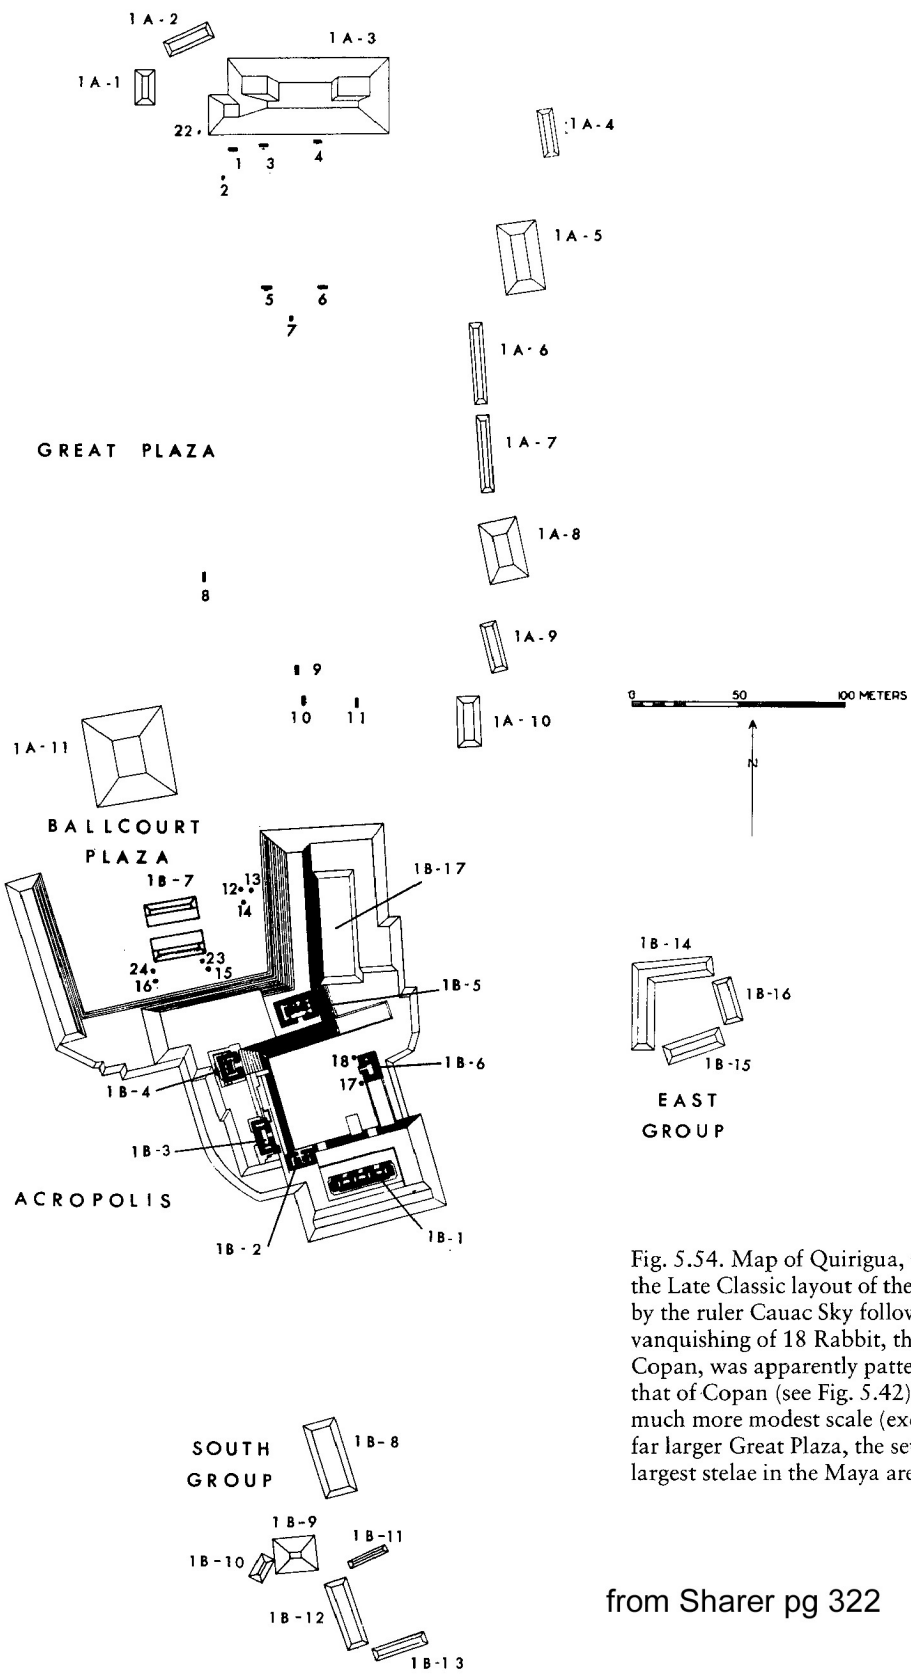 1A-2
1A-3
1A-1
22
1A-4
1
3
4
2
1A-5
5
6
7
1A-6
GREAT PLAZA
1A-7
1A-8
8
1A-9
9
10
11
1A-10
0 50 100 METERS
N
1A-11
BALLCOURT
PLAZA
1B-7
12
13
14
1B-17
24
23
16
15
1B-14
1B-16
1B-5
18
1B-6
17
1B-15
1B-4
EAST
GROUP
1B-3
ACROPOLIS
1B-2
1B-1
Fig. 5.54. Map of Quirigua,
the Late Classic layout of the
by the ruler Cauac Sky follow
vanquishing of 18 Rabbit, th
Copan, was apparently patte
that of Copan (see Fig. 5.42)
much more modest scale (exc
far larger Great Plaza, the se
largest stelae in the Maya are
SOUTH
GROUP
1B-8
1B-9
1B-11
1B-10
1B-12
1B-13
from Sharer pg 322